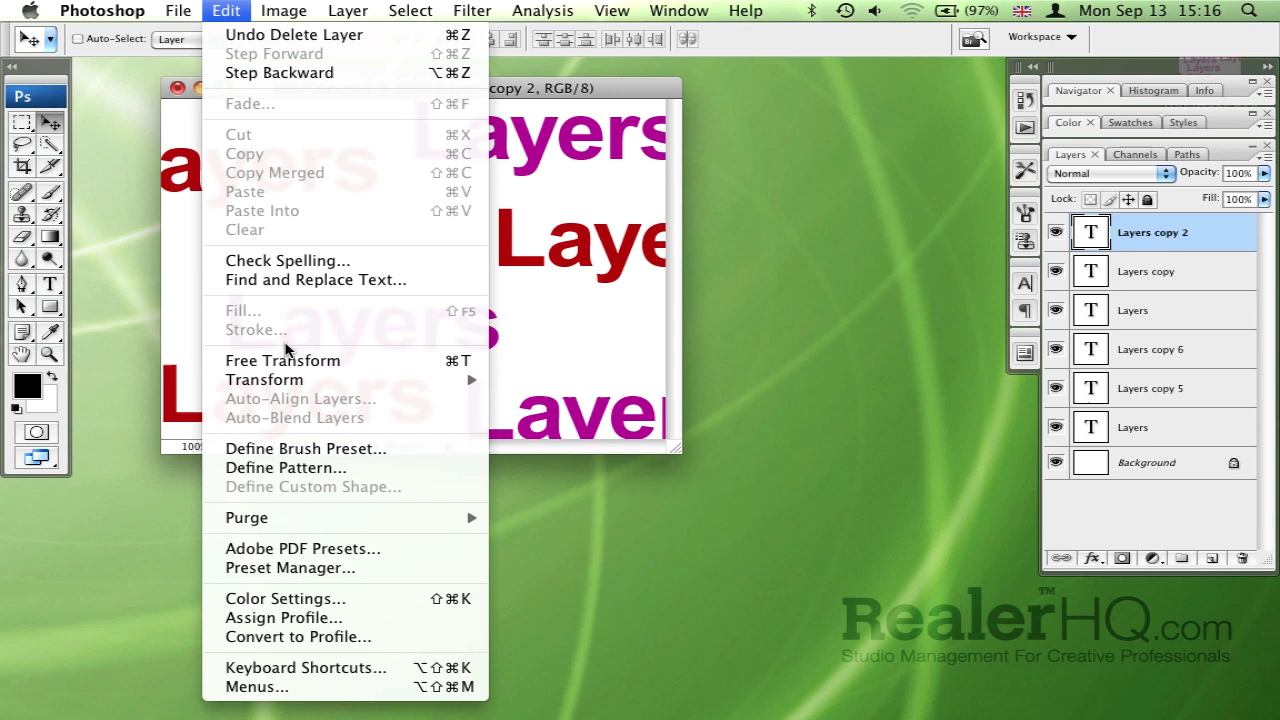 Photoshop File Edit Image Layer Select Filter Analysis View Window Help (97%) Mon Sep 13 15:16
Auto-Select: Layer
Workspace
Undo Delete Layer ⌘Z
Step Forward ⇧⌘Z
Step Backward ⌥⌘Z
Fade... ⇧⌘F
Cut ⌘X
Copy ⌘C
Copy Merged ⇧⌘C
Paste ⌘V
Paste Into ⇧⌘V
Clear
Check Spelling...
Find and Replace Text...
Fill... ⇧F5
Stroke...
Free Transform ⌘T
Transform
Auto-Align Layers...
Auto-Blend Layers
Define Brush Preset...
Define Pattern...
Define Custom Shape...
Purge
Adobe PDF Presets...
Preset Manager...
Color Settings... ⇧⌘K
Assign Profile...
Convert to Profile...
Keyboard Shortcuts... ⌥⇧⌘K
Menus... ⌥⇧⌘M
Ps
copy 2, RGB/8)
Layers
ayers
Laye
Layers
Layer
Layers
100
Navigator × Histogram Info
Color × Swatches Styles
Layers × Channels Paths
Normal Opacity: 100%
Lock: Fill: 100%
T Layers copy 2
T Layers copy
T Layers
T Layers copy 6
T Layers copy 5
T Layers
Background
RealerHQ.com™
Studio Management For Creative Professionals